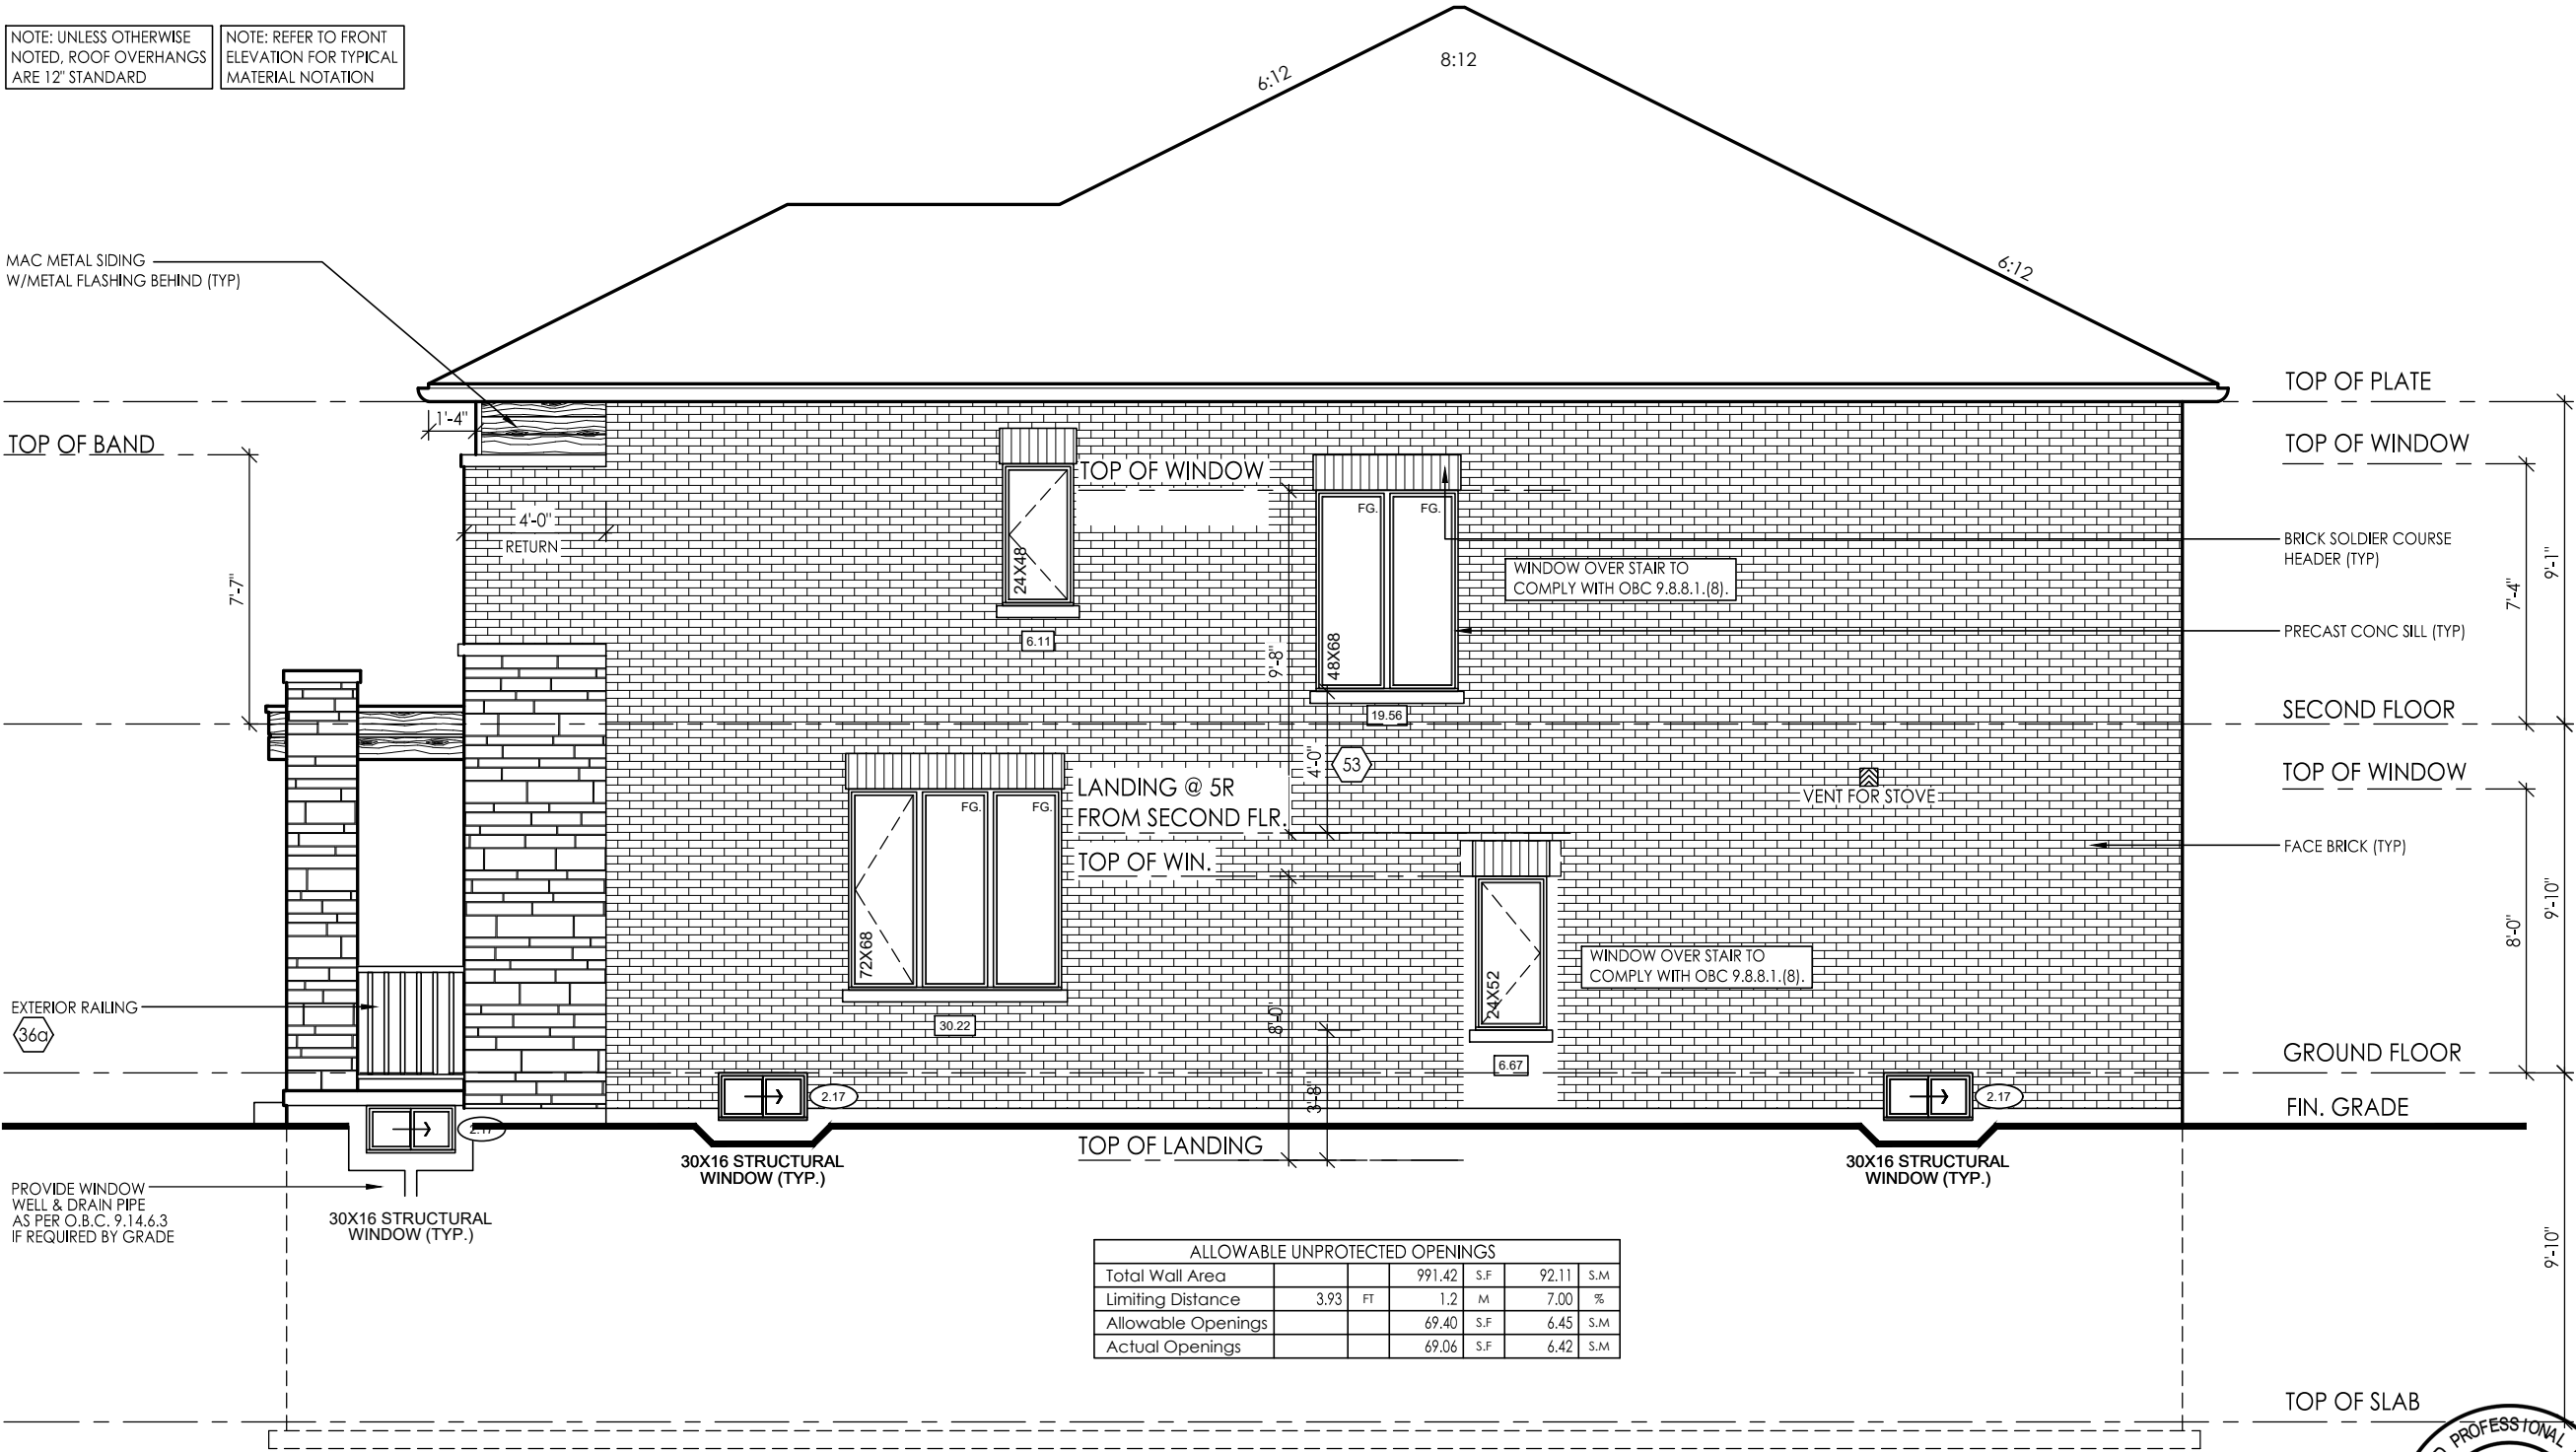 NOTE: UNLESS OTHERWISE
NOTED, ROOF OVERHANGS
ARE 12" STANDARD
NOTE: REFER TO FRONT
ELEVATION FOR TYPICAL
MATERIAL NOTATION
6:12
8:12
6:12
MAC METAL SIDING
W/METAL FLASHING BEHIND (TYP)
1'-4"
TOP OF BAND
7'-7"
4'-0"
RETURN
24X48
6.11
TOP OF WINDOW
9'-8"
FG.
FG.
48X68
19.56
WINDOW OVER STAIR TO
COMPLY WITH OBC 9.8.8.1.(8).
TOP OF PLATE
TOP OF WINDOW
BRICK SOLDIER COURSE
HEADER (TYP)
7'-4"
9'-1"
PRECAST CONC SILL (TYP)
SECOND FLOOR
4'-0"
53
LANDING @ 5R
FROM SECOND FLR.
FG.
FG.
72X68
30.22
VENT FOR STOVE
TOP OF WINDOW
TOP OF WIN.
FACE BRICK (TYP)
8'-0"
9'-10"
24X52
6.67
WINDOW OVER STAIR TO
COMPLY WITH OBC 9.8.8.1.(8).
8'-0"
3'-8"
EXTERIOR RAILING
36a
GROUND FLOOR
2.17
2.17
2.17
FIN. GRADE
TOP OF LANDING
30X16 STRUCTURAL
WINDOW (TYP.)
30X16 STRUCTURAL
WINDOW (TYP.)
PROVIDE WINDOW
WELL & DRAIN PIPE
AS PER O.B.C. 9.14.6.3
IF REQUIRED BY GRADE
30X16 STRUCTURAL
WINDOW (TYP.)
9'-10"
ALLOWABLE UNPROTECTED OPENINGS
Total Wall Area 991.42 S.F 92.11 S.M
Limiting Distance 3.93 FT 1.2 M 7.00 %
Allowable Openings 69.40 S.F 6.45 S.M
Actual Openings 69.06 S.F 6.42 S.M
TOP OF SLAB
PROFESSIONAL